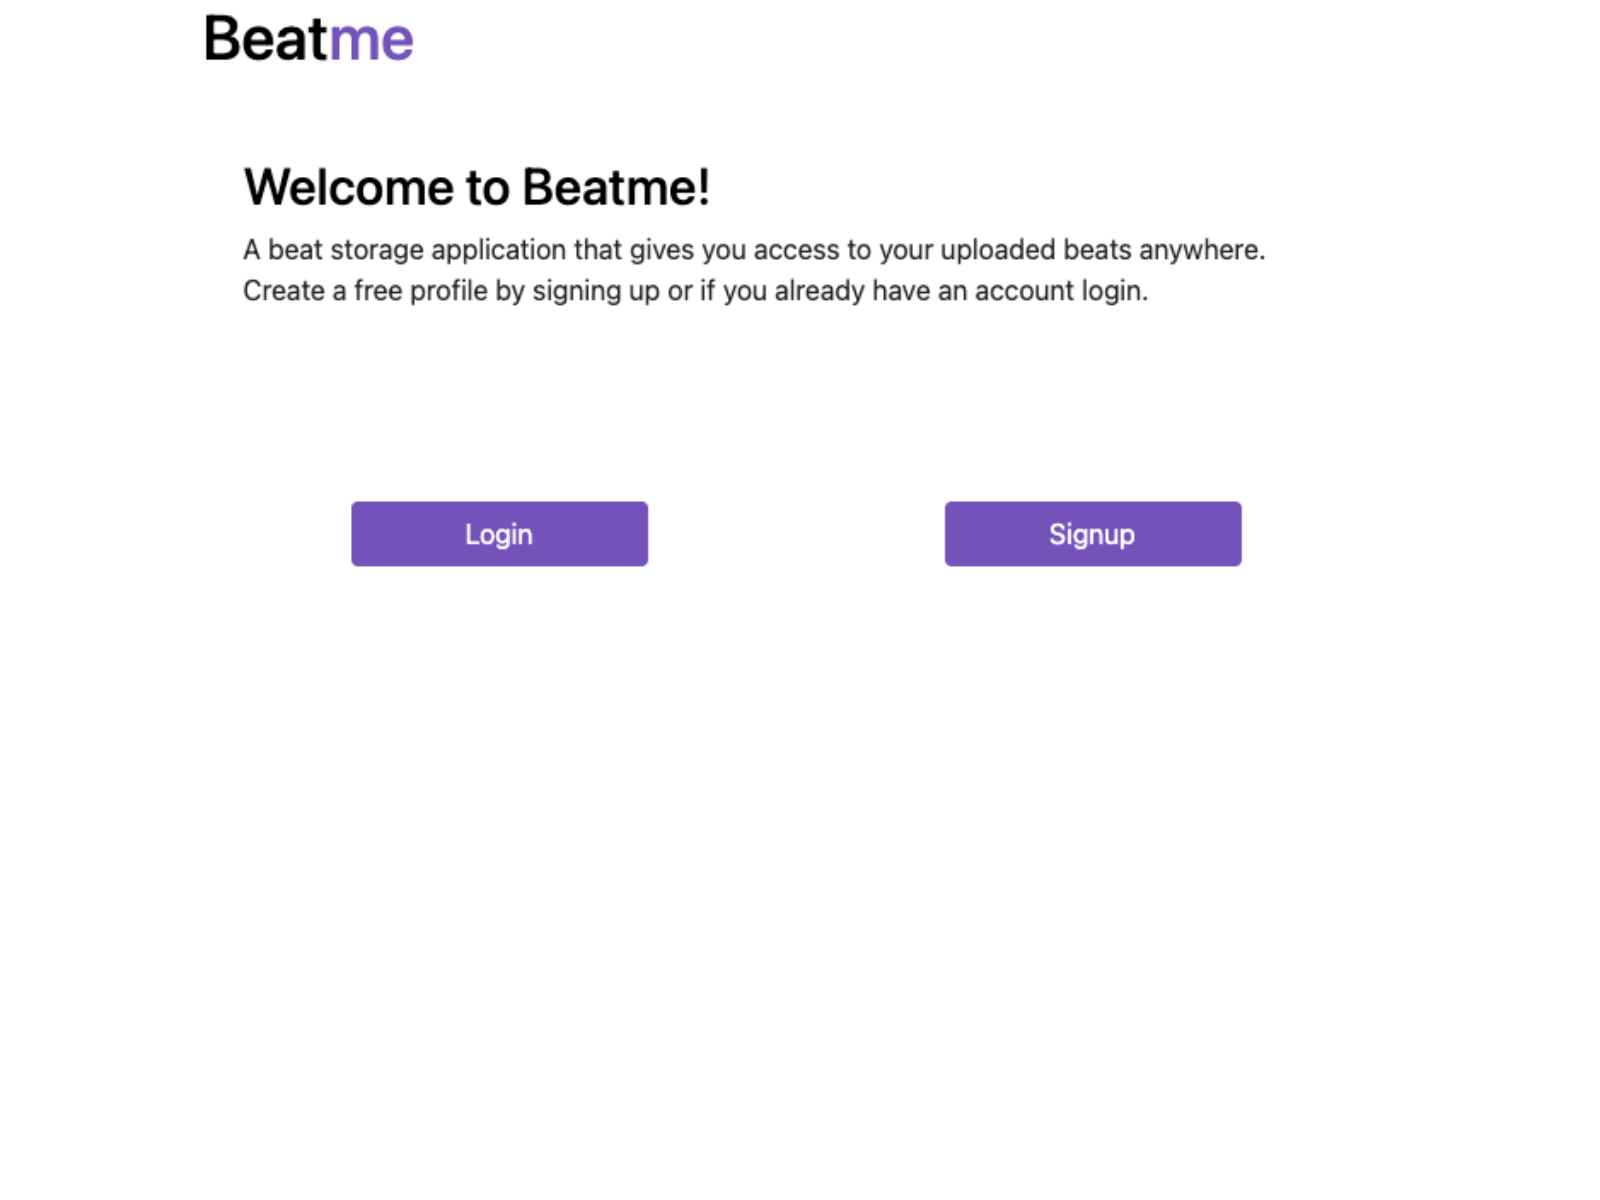 Beatme
Welcome to Beatme!
A beat storage application that gives you access to your uploaded beats anywhere.
Create a free profile by signing up or if you already have an account login.
Login
Signup